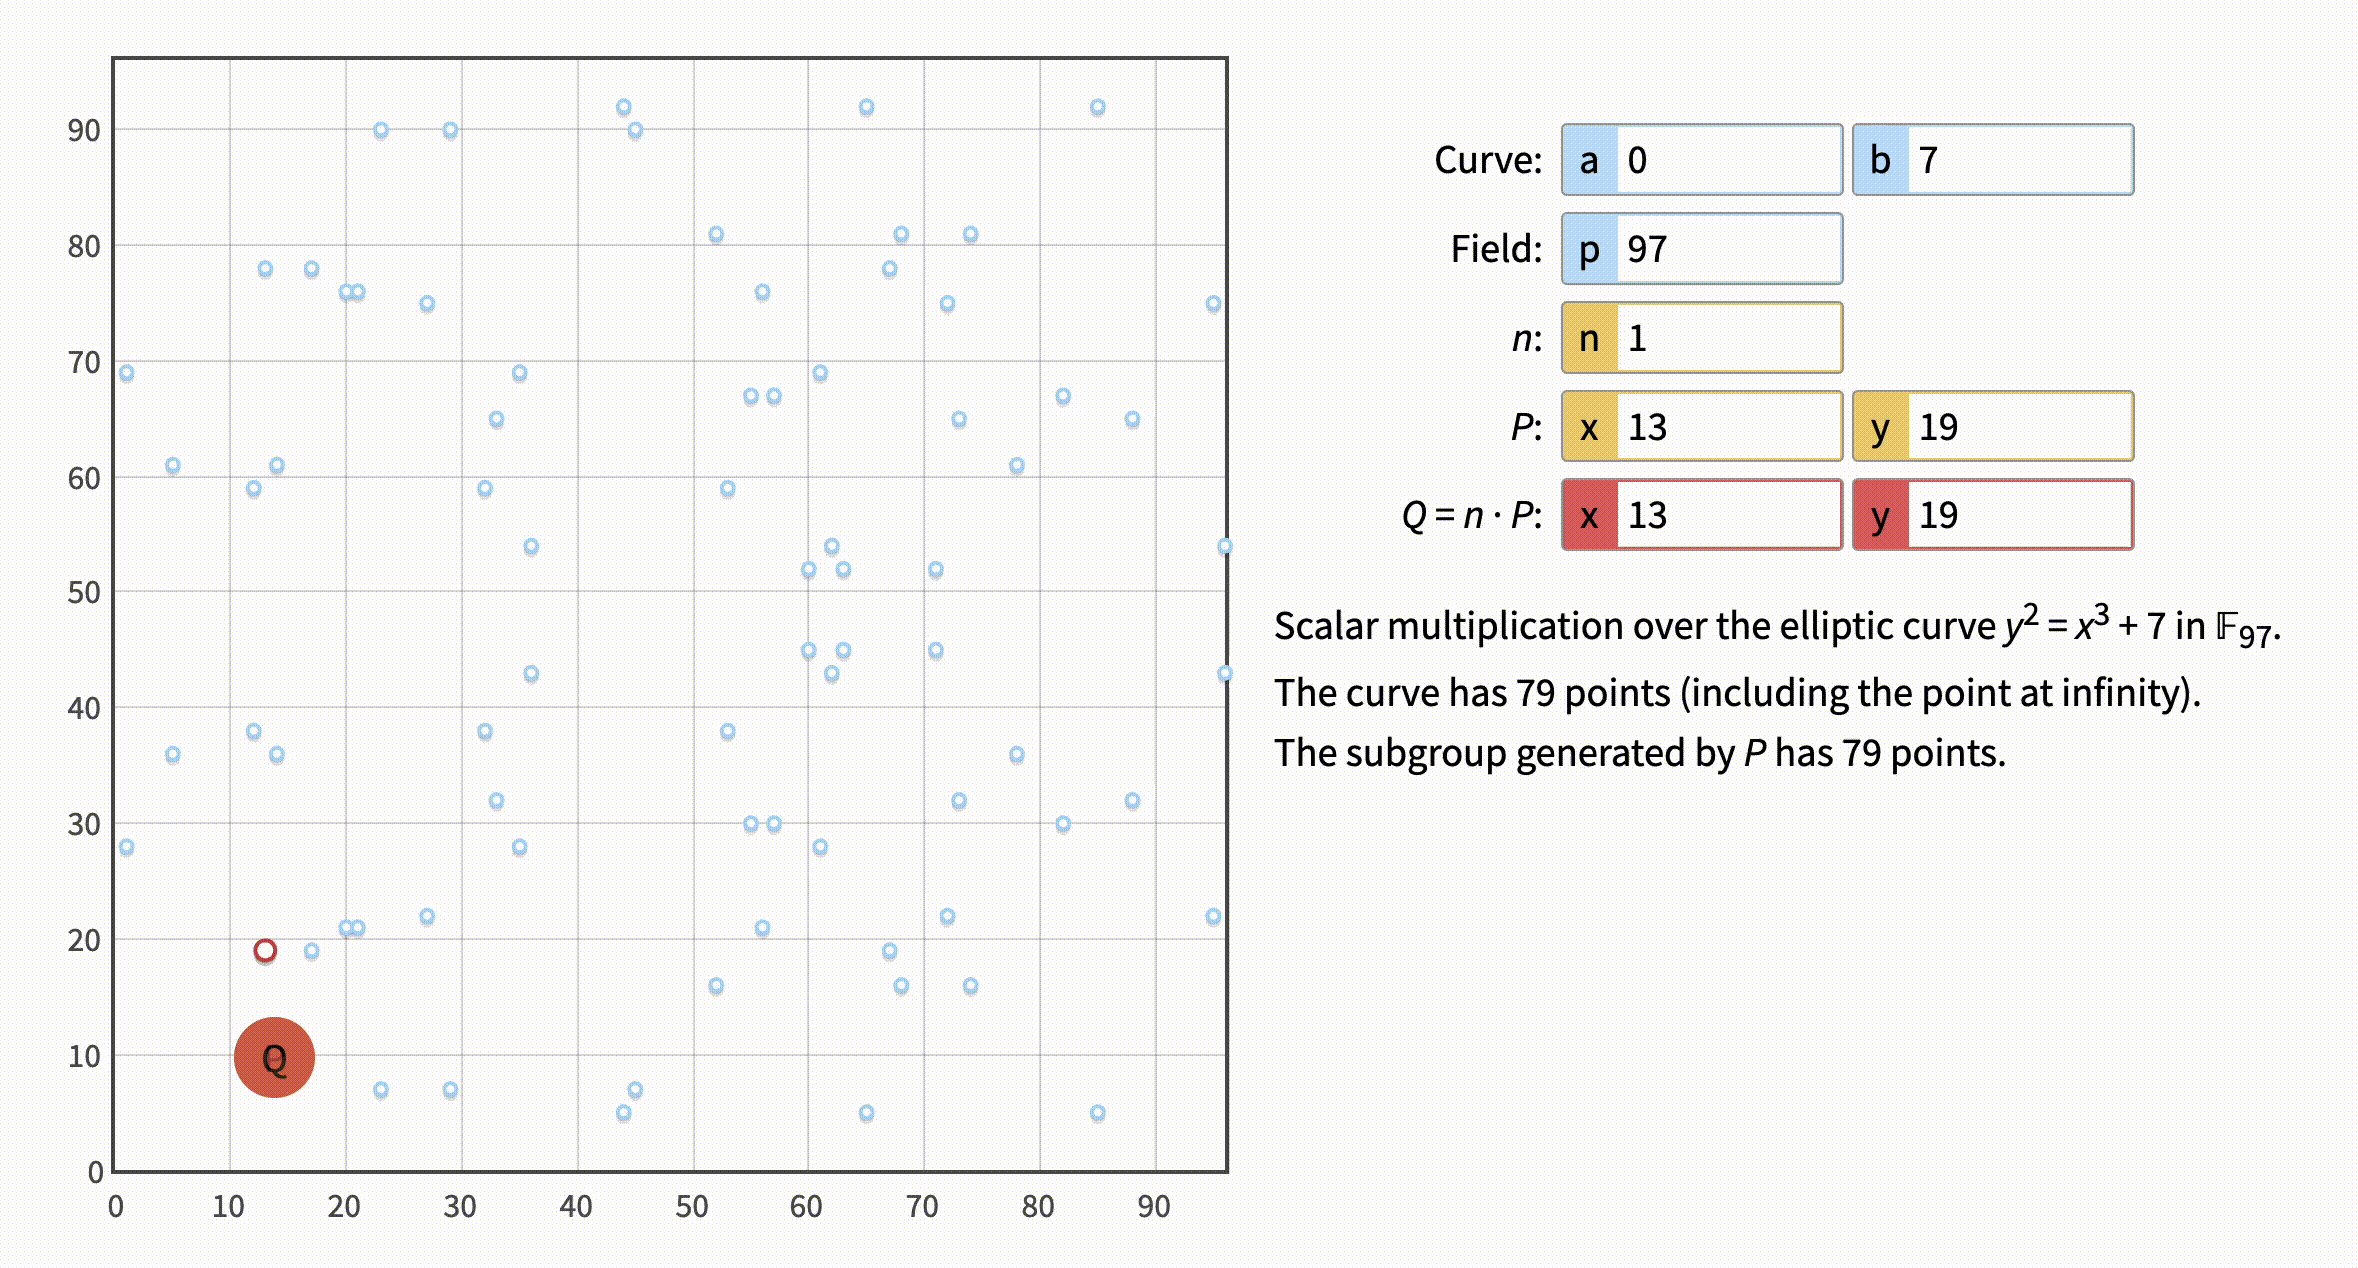 90
80
70
60
50
40
30
20
10
0
0 10 20 30 40 50 60 70 80 90
Q
Curve: a 0 b 7
Field: p 97
n: n 1
P: x 13 y 19
Q = n · P: x 13 y 19
Scalar multiplication over the elliptic curve y² = x³ + 7 in 𝔽₉₇.
The curve has 79 points (including the point at infinity).
The subgroup generated by P has 79 points.